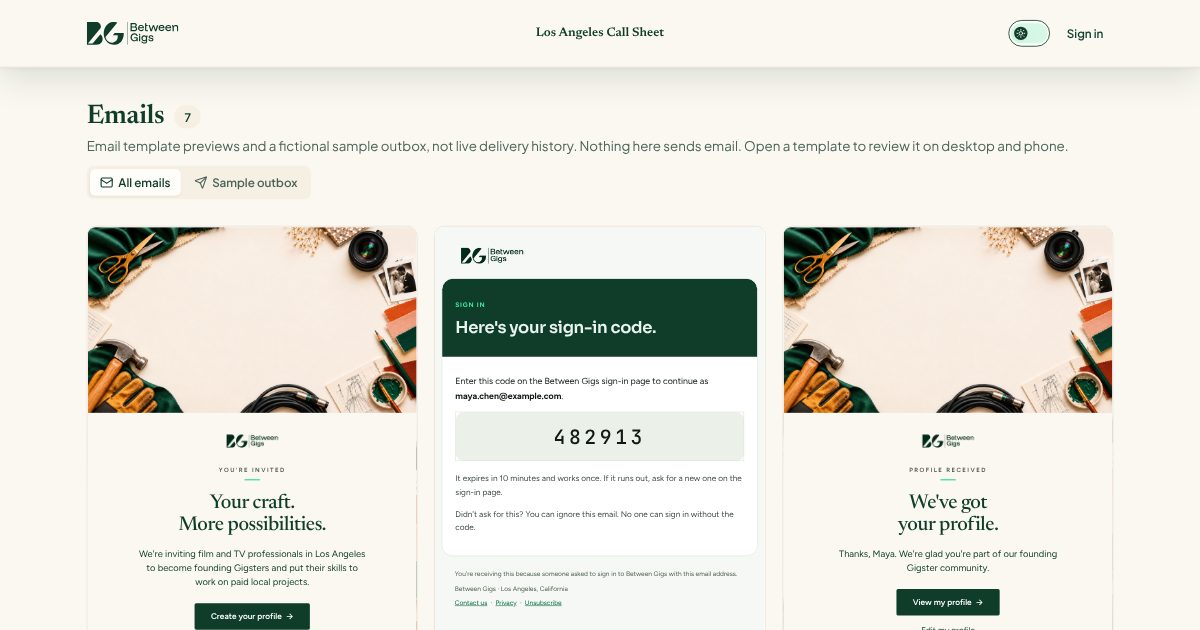 Between
Gigs
Los Angeles Call Sheet
Sign in
Emails 7
Email template previews and a fictional sample outbox, not live delivery history. Nothing here sends email. Open a template to review it on desktop and phone.
All emails
Sample outbox
BG Between
Gigs
YOU'RE INVITED
Your craft.
More possibilities.
We're inviting film and TV professionals in Los Angeles
to become founding Gigsters and put their skills to
work on paid local projects.
Create your profile →
BG Between
Gigs
SIGN IN
Here's your sign-in code.
Enter this code on the Between Gigs sign-in page to continue as
maya.chen@example.com.
482913
It expires in 10 minutes and works once. If it runs out, ask for a new one on the
sign-in page.
Didn't ask for this? You can ignore this email. No one can sign in without the
code.
You're receiving this because someone asked to sign in to Between Gigs with this email address.
Between Gigs · Los Angeles, California
Contact us · Privacy · Unsubscribe
BG Between
Gigs
PROFILE RECEIVED
We've got
your profile.
Thanks, Maya. We're glad you're part of our founding
Gigster community.
View my profile →
Edit my profile